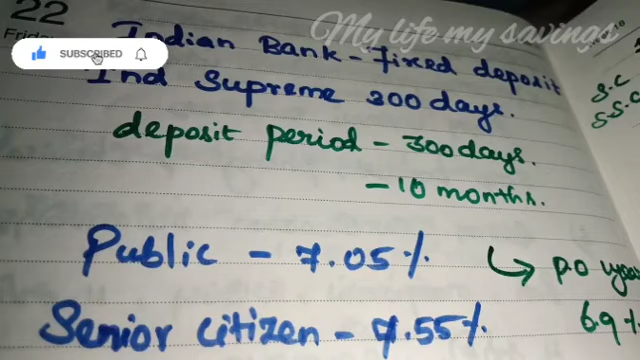 22
My life my savings
SUBSCRIBED
Indian Bank - Fixed deposit
Ind Supreme 300 days.
S.C
S.S.C
deposit period - 300 days.
- 10 months.
Public - 7.05%
P.O year
Senior citizen - 7.55%
6.9%